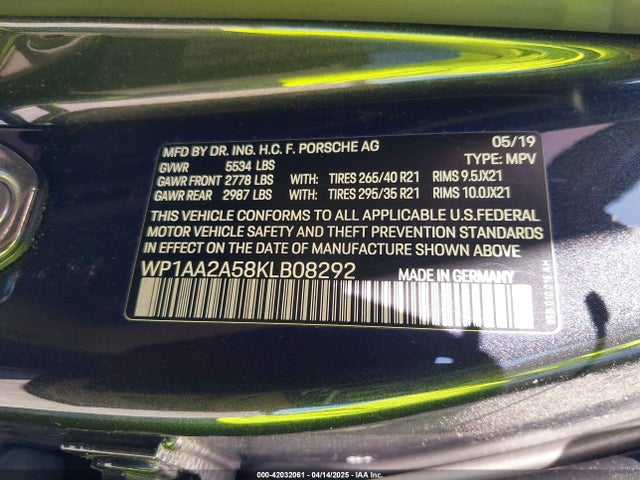 MFD BY DR. ING. H.C. F. PORSCHE AG 05/19
GVWR 5534 LBS TYPE: MPV
GAWR FRONT 2778 LBS WITH: TIRES 265/40 R21 RIMS 9.5JX21
GAWR REAR 2987 LBS WITH: TIRES 295/35 R21 RIMS 10.0JX21
THIS VEHICLE CONFORMS TO ALL APPLICABLE U.S.FEDERAL
MOTOR VEHICLE SAFETY AND THEFT PREVENTION STANDARDS
IN EFFECT ON THE DATE OF MANUFACTURE SHOWN ABOVE
WP1AA2A58KLB08292 MADE IN GERMANY
000-42032061 - 04/14/2025 - IAA INC.